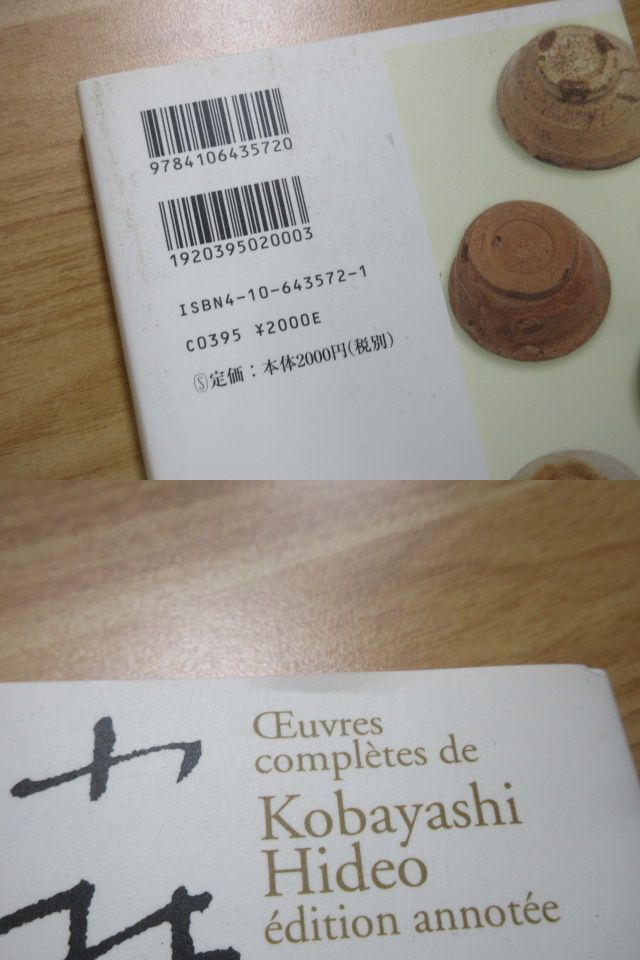 9784106435720
1920395020003
ISBN4-10-643572-1
C0395 ¥2000E
Ⓢ定価：本体2000円(税別)
Œuvres
complètes de
Kobayashi
Hideo
édition annotée